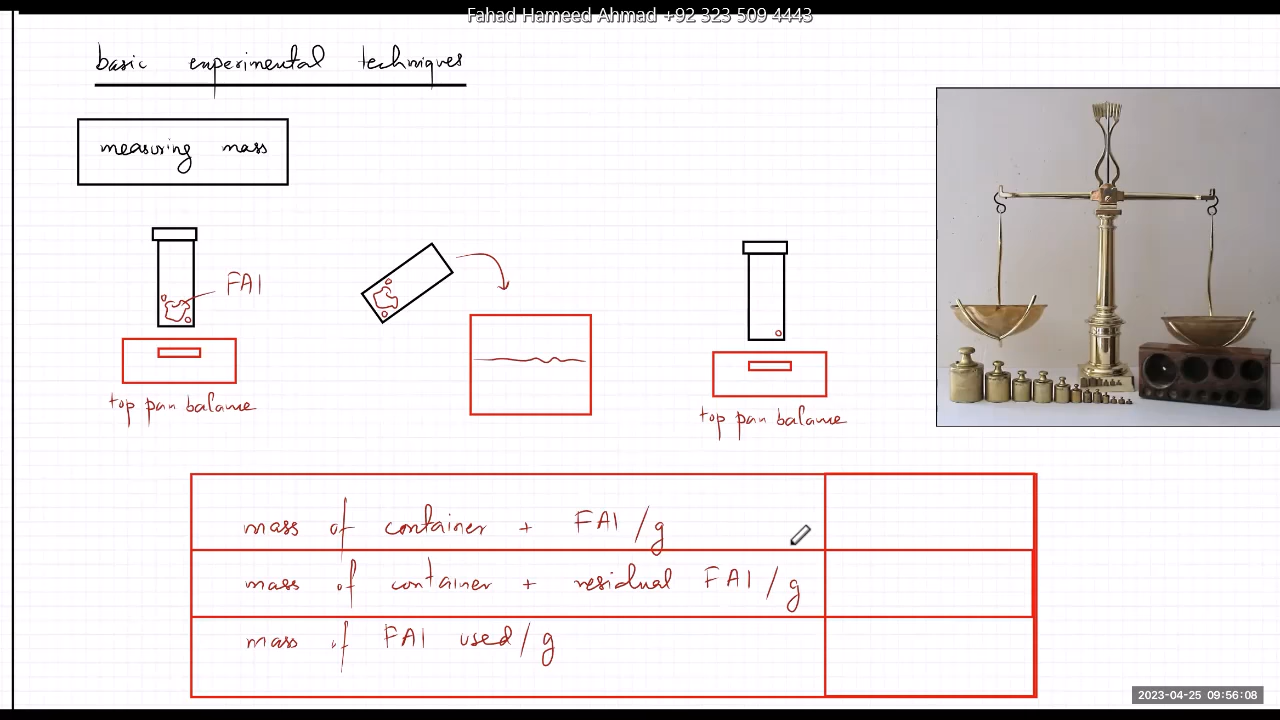 Fahad Hameed Ahmad +92 323 509 4443
basic experimental techniques
measuring mass
FA1
top pan balance
top pan balance
mass of container + FA1 /g
mass of container + residual FA1 /g
mass of FA1 used /g
2023-04-25 09:56:08